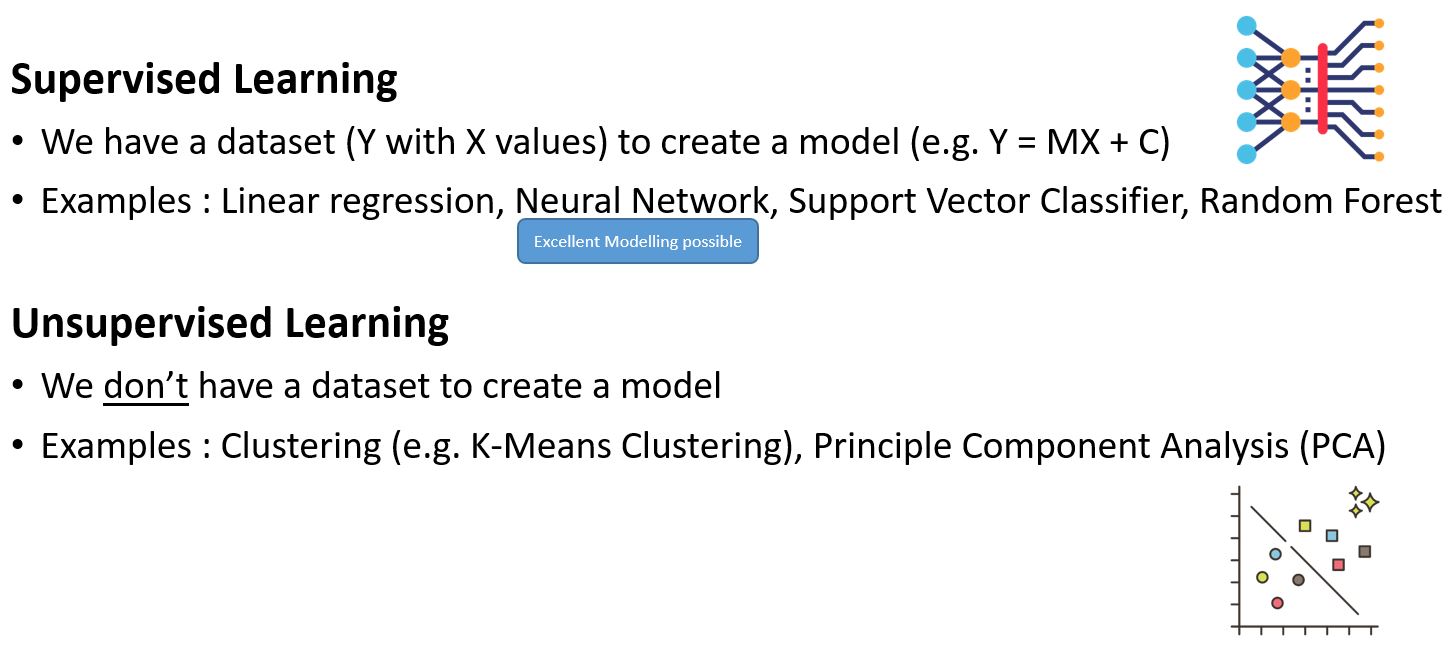 Supervised Learning
• We have a dataset (Y with X values) to create a model (e.g. Y = MX + C)
• Examples : Linear regression, Neural Network, Support Vector Classifier, Random Forest
Excellent Modelling possible
Unsupervised Learning
• We don’t have a dataset to create a model
• Examples : Clustering (e.g. K-Means Clustering), Principle Component Analysis (PCA)